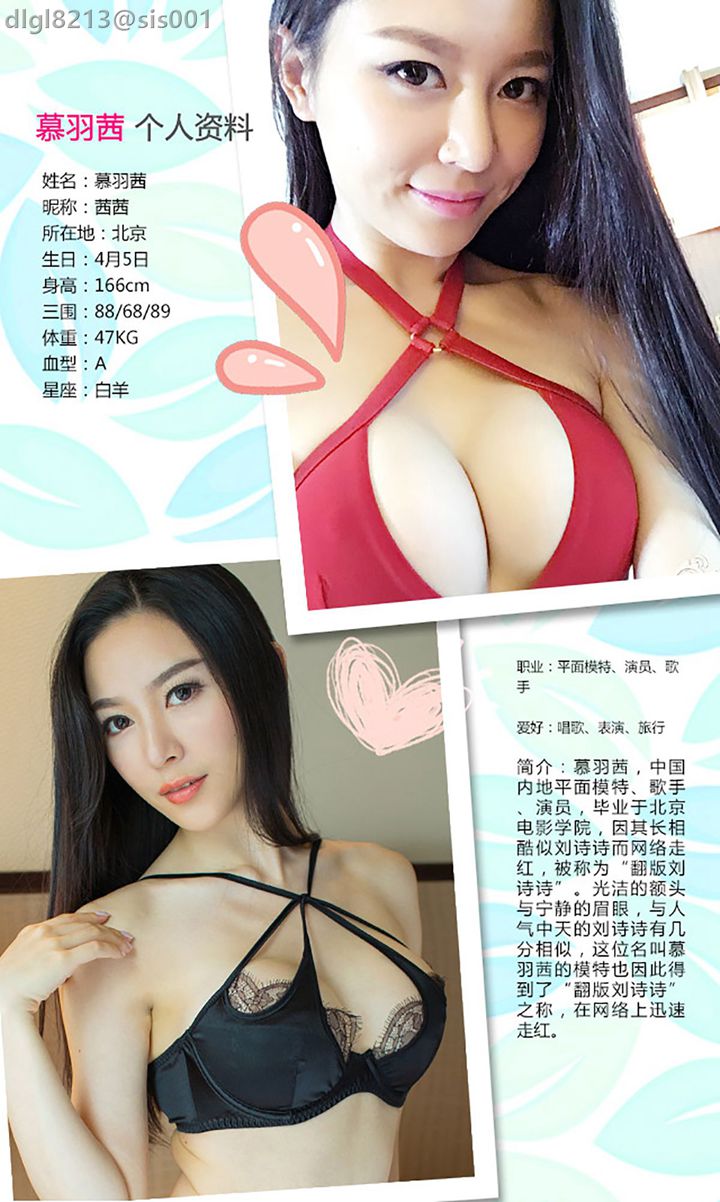 dlgl8213@sis001
慕羽茜 个人资料
姓名：慕羽茜
昵称：茜茜
所在地：北京
生日：4月5日
身高：166cm
三围：88/68/89
体重：47KG
血型：A
星座：白羊
职业：平面模特、演员、歌
手
爱好：唱歌、表演、旅行
简介：慕羽茜，中国
内地平面模特、歌手
、演员，毕业于北京
电影学院，因其长相
酷似刘诗诗而网络走
红，被称为“翻版刘
诗诗”。光洁的额头
与宁静的眉眼，与人
气中天的刘诗诗有几
分相似，这位名叫慕
羽茜的模特也因此得
到了“翻版刘诗诗”
之称，在网络上迅速
走红。